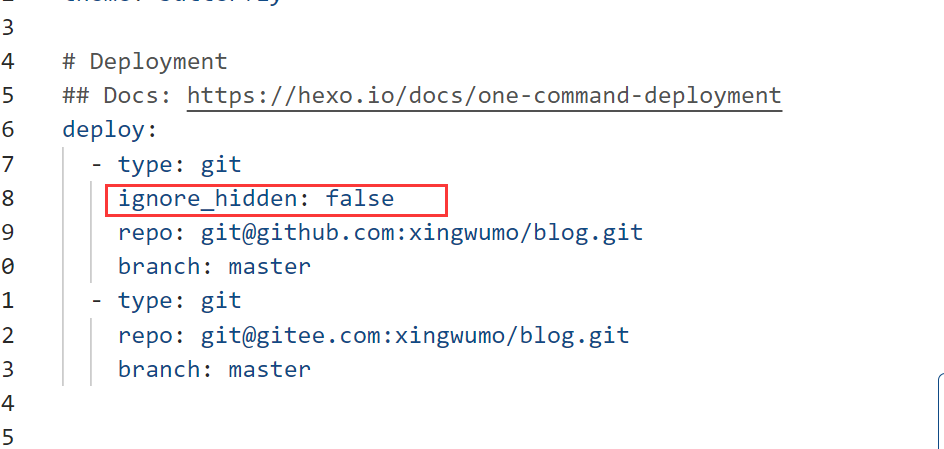 3
4 # Deployment
5 ## Docs: https://hexo.io/docs/one-command-deployment
6 deploy:
7 - type: git
8 ignore_hidden: false
9 repo: git@github.com:xingwumo/blog.git
0 branch: master
1 - type: git
2 repo: git@gitee.com:xingwumo/blog.git
3 branch: master
4
5